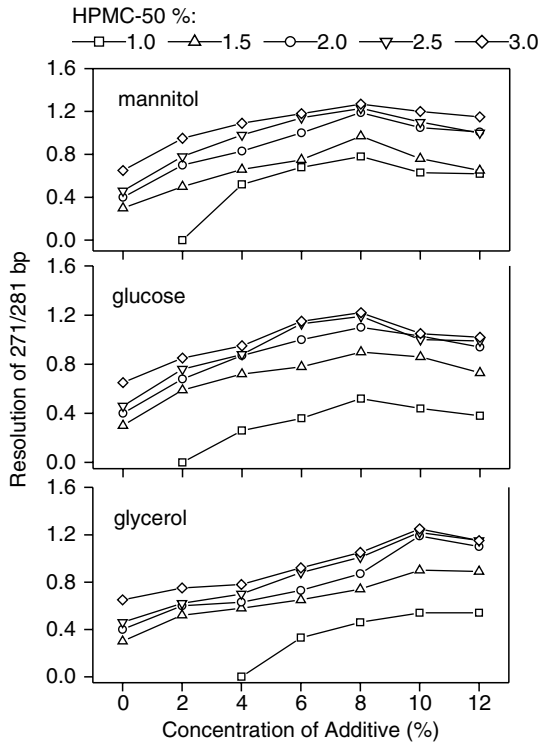 HPMC-50 %:
1.0 1.5 2.0 2.5 3.0
mannitol
1.6
1.2
0.8
0.4
0.0
glucose
1.6
1.2
0.8
0.4
0.0
glycerol
1.6
1.2
0.8
0.4
0.0
0 2 4 6 8 10 12
Resolution of 271/281 bp
Concentration of Additive (%)